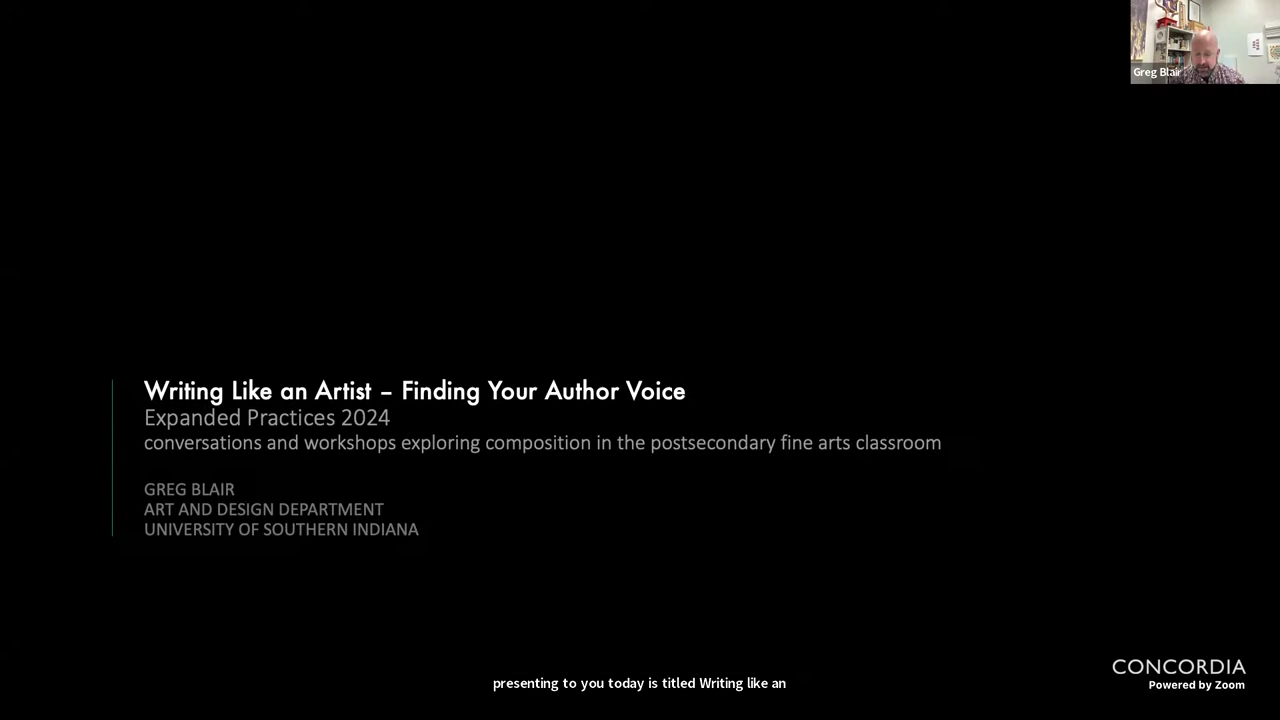 Greg Blair
Writing Like an Artist – Finding Your Author Voice
Expanded Practices 2024
conversations and workshops exploring composition in the postsecondary fine arts classroom
GREG BLAIR
ART AND DESIGN DEPARTMENT
UNIVERSITY OF SOUTHERN INDIANA
CONCORDIA
Powered by Zoom
presenting to you today is titled Writing like an